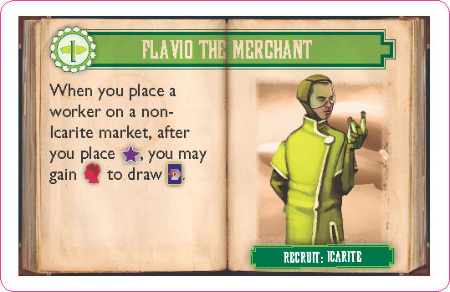 FLAVIO THE MERCHANT
When you place a
worker on a non-
Icarite market, after
you place , you may
gain to draw .
RECRUIT: ICARITE